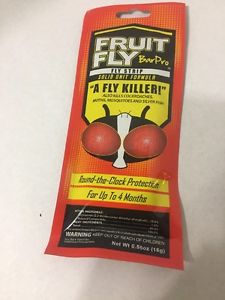 FRUIT
FLY BarPro
FLY STRIP
SOLID UNIT FORMULA
"A FLY KILLER!"
ALSO KILLS COCKROACHES,
MOTHS, MOSQUITOES AND SILVER FISH
Round-the-Clock Protection
For Up To 4 Months
WARNING
KEEP OUT OF REACH OF CHILDREN
Net Wt 0.56oz (16g)